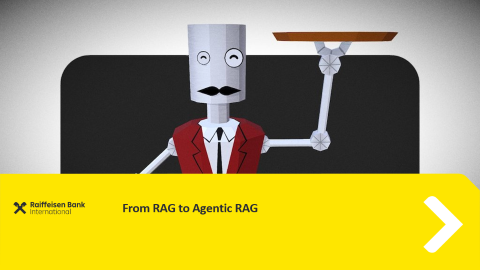 Raiffeisen Bank
International
From RAG to Agentic RAG